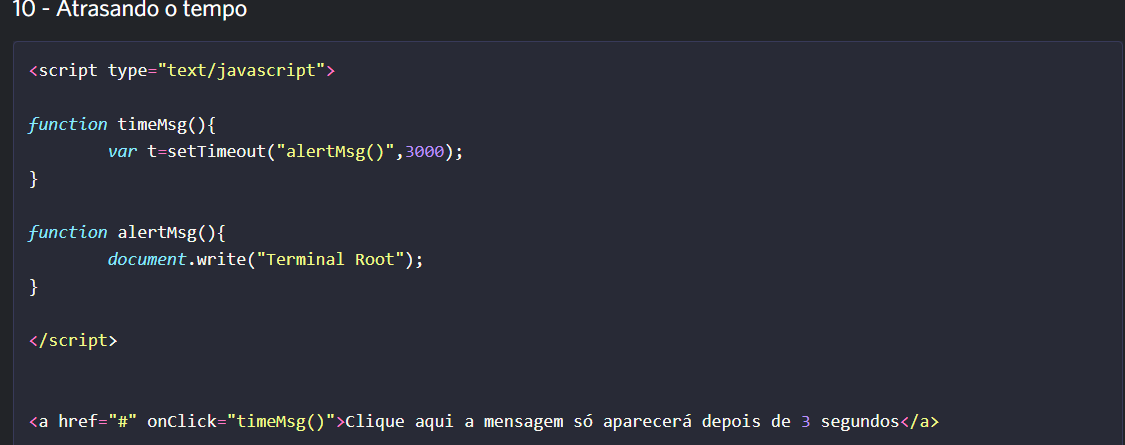 10 - Atrasando o tempo
<script type="text/javascript">
function timeMsg(){
        var t=setTimeout("alertMsg()",3000);
}
function alertMsg(){
        document.write("Terminal Root");
}
</script>
<a href="#" onClick="timeMsg()">Clique aqui a mensagem só aparecerá depois de 3 segundos</a>